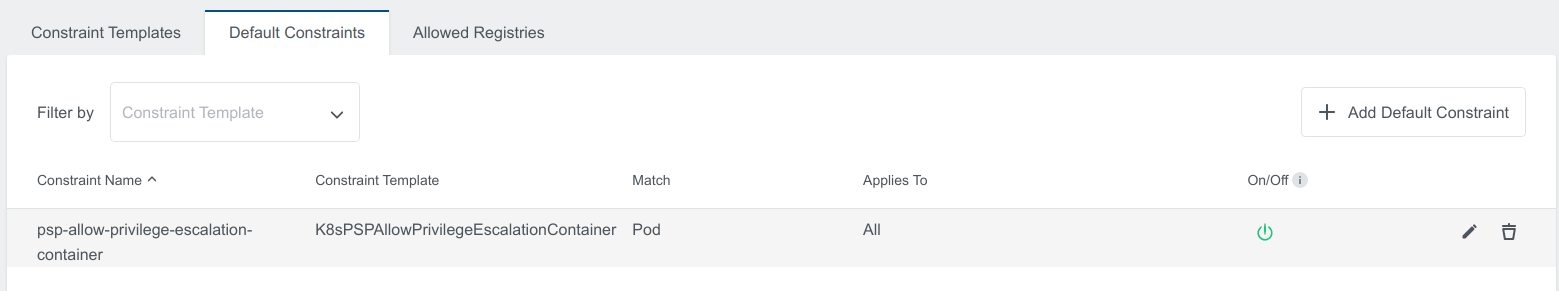 Constraint Templates Default Constraints Allowed Registries
Filter by Constraint Template Add Default Constraint
Constraint Name Constraint Template Match Applies To On/Off i
psp-allow-privilege-escalation- K8sPSPAllowPrivilegeEscalationContainer Pod All
container